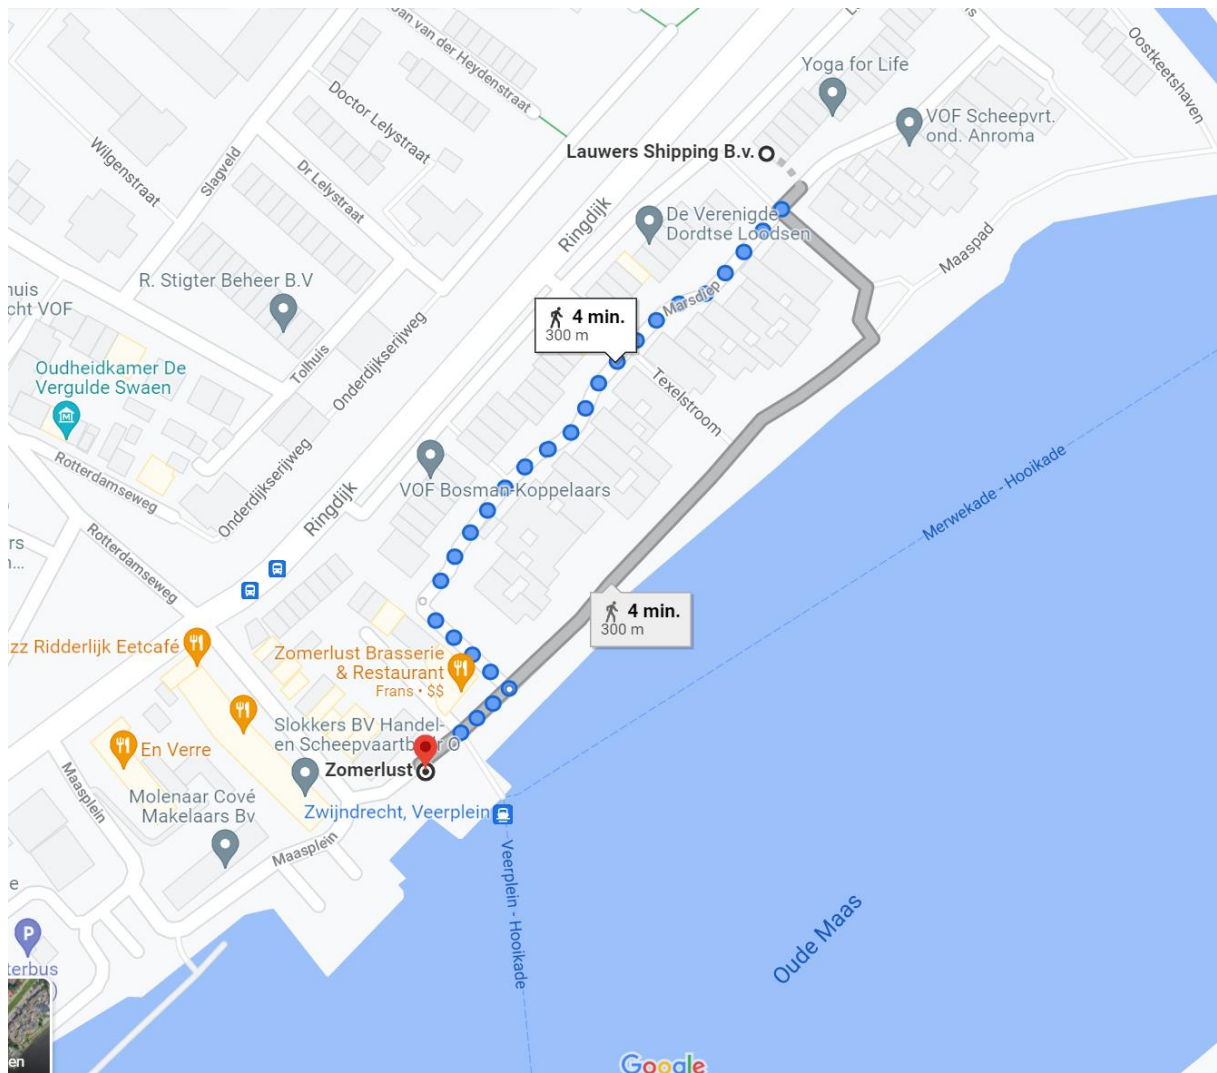 an van der Heydenstraat
Doctor Lelystraat
Oostkeetshaven
Yoga for Life
VOF Scheepvrt.
ond. Anroma
Wilgenstraat
Slagveld
Lauwers Shipping B.v.
Dr Lelystraat
Ringdijk
De Verenigde
Dordtse Loodsen
Maaspad
huis
cht VOF
R. Stigter Beheer B.V
Marsdiep
4 min.
300 m
Oudheidkamer De
Vergulde Swaen
Tolhuis
Onderdijkserijweg
Texelstroom
Rotterdamseweg
Onderdijkserijweg
Ringdijk
VOF Bosman-Koppelaars
Merwekade - Hooikade
rs
n...
Rotterdamseweg
4 min.
300 m
zz Ridderlijk Eetcafé
Zomerlust Brasserie
& Restaurant
Frans • $$
Slokkers BV Handel-
en Scheepvaartb
r O
En Verre
Zomerlust
Maasplein
Molenaar Cové
Makelaars Bv
Zwijndrecht, Veerplein
Maasplein
Veerplein - Hooikade
e
P
terbus
Oude Maas
en
Google